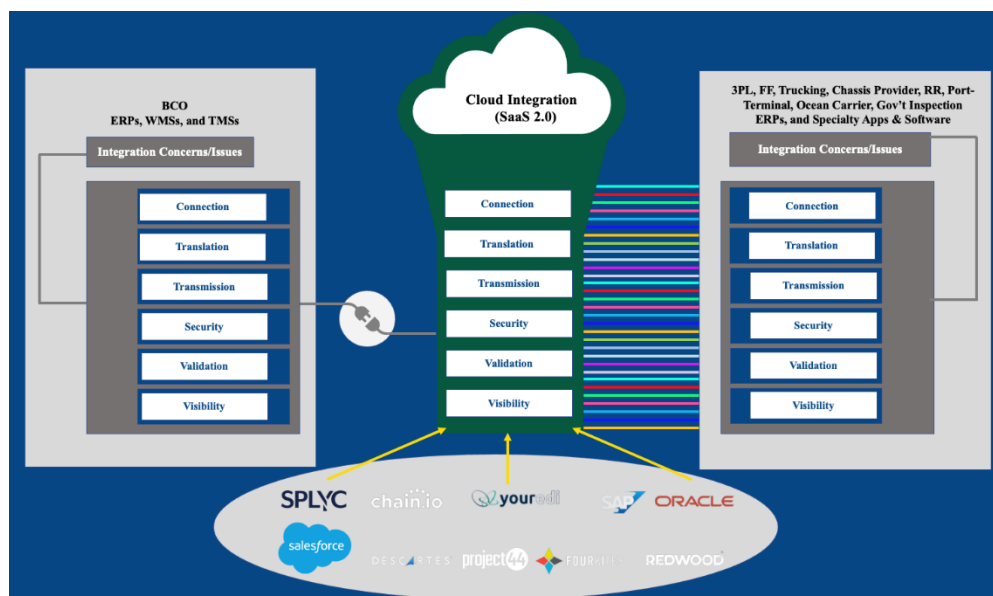 BCO
ERPs, WMSs, and TMSs
Integration Concerns/Issues
Connection
Translation
Transmission
Security
Validation
Visibility
Cloud Integration
(SaaS 2.0)
Connection
Translation
Transmission
Security
Validation
Visibility
3PL, FF, Trucking, Chassis Provider, RR, Port-
Terminal, Ocean Carrier, Gov't Inspection
ERPs, and Specialty Apps & Software
Integration Concerns/Issues
Connection
Translation
Transmission
Security
Validation
Visibility
SPLYC
chain.io
youredi
SAP
ORACLE
salesforce
DESCARTES
project44
FOURKITES
REDWOOD